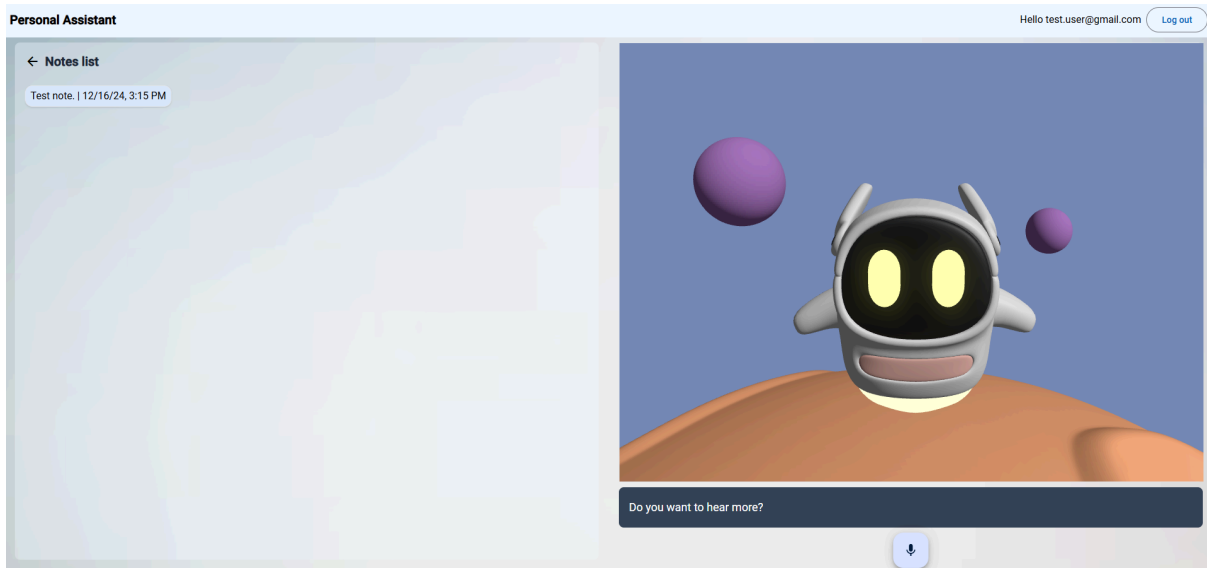 Personal Assistant
Hello test.user@gmail.com
Log out
Notes list
Test note. | 12/16/24, 3:15 PM
Do you want to hear more?